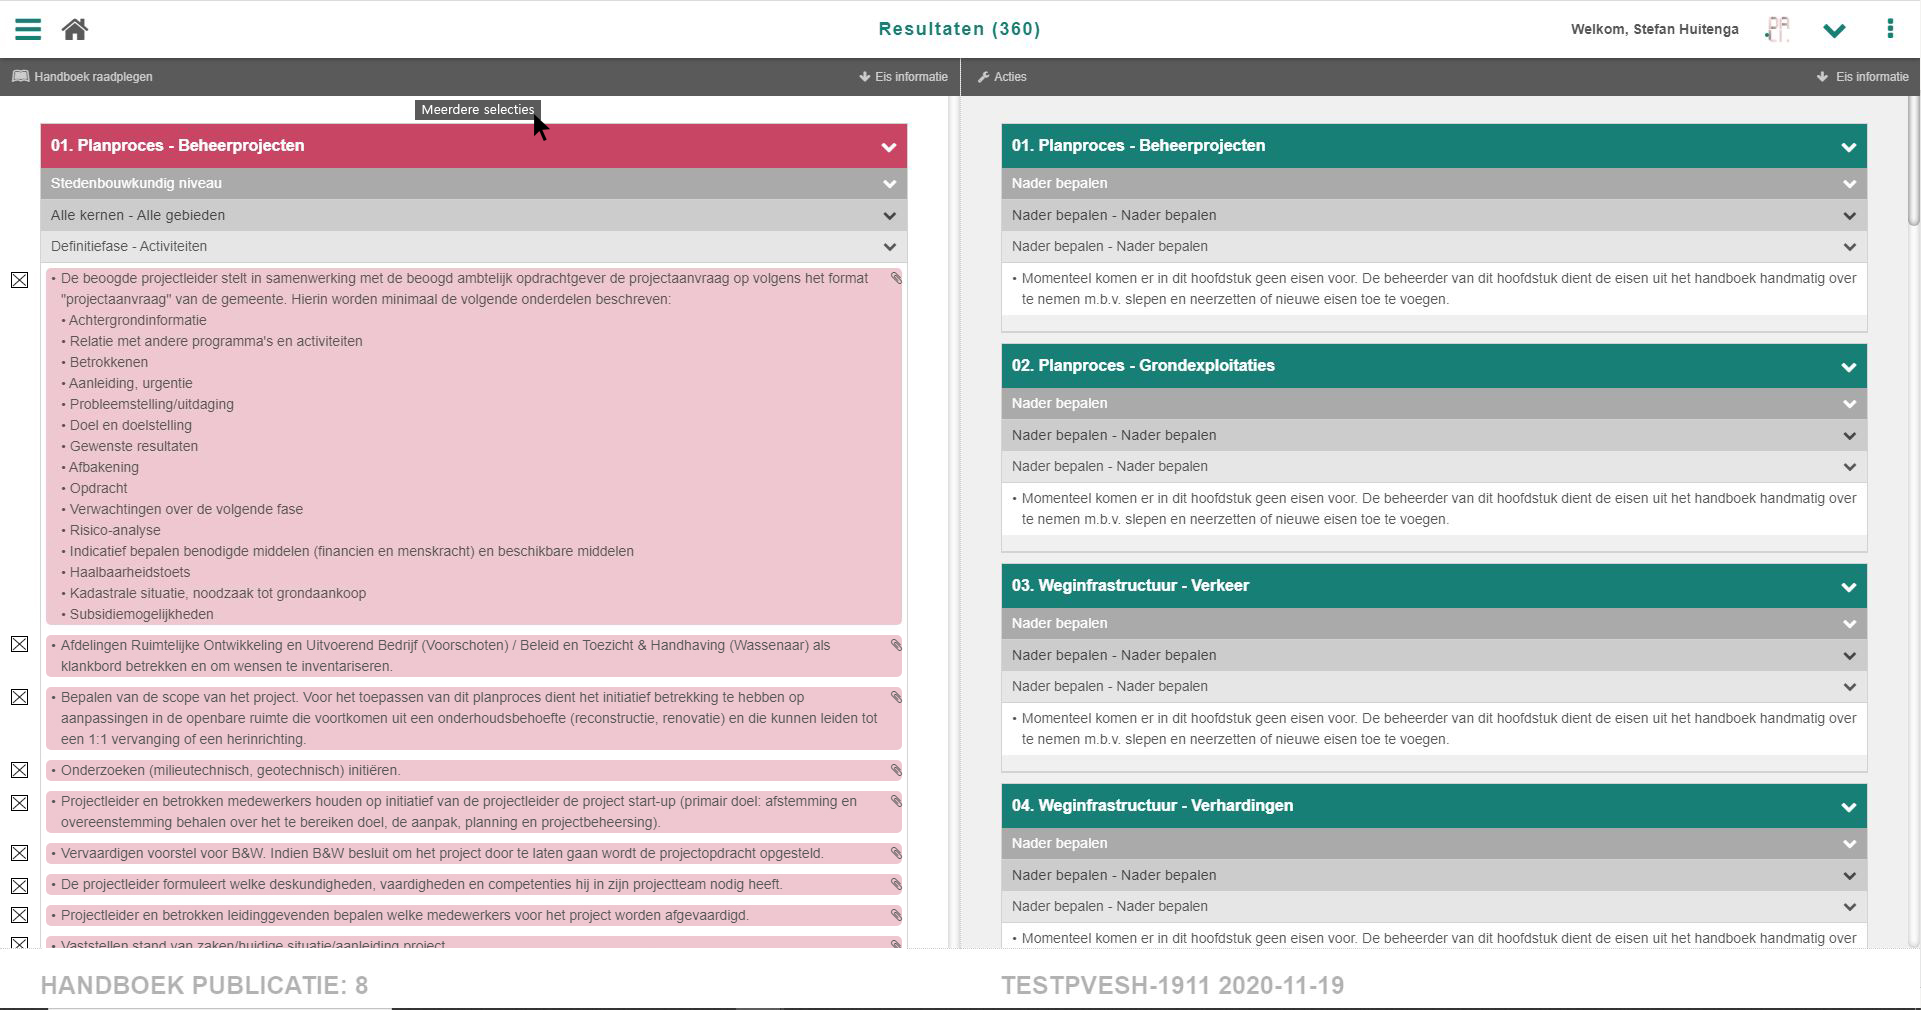 Resultaten (360)
Welkom, Stefan Huitenga
Handboek raadplegen
Eis informatie
Acties
Eis informatie
Meerdere selecties
01. Planproces - Beheerprojecten
Stedenbouwkundig niveau
Alle kernen - Alle gebieden
Definitiefase - Activiteiten
• De beoogde projectleider stelt in samenwerking met de beoogd ambtelijk opdrachtgever de projectaanvraag op volgens het format
"projectaanvraag" van de gemeente. Hierin worden minimaal de volgende onderdelen beschreven:
• Achtergrondinformatie
• Relatie met andere programma's en activiteiten
• Betrokkenen
• Aanleiding, urgentie
• Probleemstelling/uitdaging
• Doel en doelstelling
• Gewenste resultaten
• Afbakening
• Opdracht
• Verwachtingen over de volgende fase
• Risico-analyse
• Indicatief bepalen benodigde middelen (financien en menskracht) en beschikbare middelen
• Haalbaarheidstoets
• Kadastrale situatie, noodzaak tot grondaankoop
• Subsidiemogelijkheden
• Afdelingen Ruimtelijke Ontwikkeling en Uitvoerend Bedrijf (Voorschoten) / Beleid en Toezicht & Handhaving (Wassenaar) als
klankbord betrekken en om wensen te inventariseren.
• Bepalen van de scope van het project. Voor het toepassen van dit planproces dient het initiatief betrekking te hebben op
aanpassingen in de openbare ruimte die voortkomen uit een onderhoudsbehoefte (reconstructie, renovatie) en die kunnen leiden tot
een 1:1 vervanging of een herinrichting.
• Onderzoeken (milieutechnisch, geotechnisch) initiëren.
• Projectleider en betrokken medewerkers houden op initiatief van de projectleider de project start-up (primair doel: afstemming en
overeenstemming behalen over het te bereiken doel, de aanpak, planning en projectbeheersing).
• Vervaardigen voorstel voor B&W. Indien B&W besluit om het project door te laten gaan wordt de projectopdracht opgesteld.
• De projectleider formuleert welke deskundigheden, vaardigheden en competenties hij in zijn projectteam nodig heeft.
• Projectleider en betrokken leidinggevenden bepalen welke medewerkers voor het project worden afgevaardigd.
• Vaststellen stand van zaken/huidige situatie/aanleiding project
01. Planproces - Beheerprojecten
Nader bepalen
Nader bepalen - Nader bepalen
Nader bepalen - Nader bepalen
• Momenteel komen er in dit hoofdstuk geen eisen voor. De beheerder van dit hoofdstuk dient de eisen uit het handboek handmatig over
te nemen m.b.v. slepen en neerzetten of nieuwe eisen toe te voegen.
02. Planproces - Grondexploitaties
Nader bepalen
Nader bepalen - Nader bepalen
Nader bepalen - Nader bepalen
• Momenteel komen er in dit hoofdstuk geen eisen voor. De beheerder van dit hoofdstuk dient de eisen uit het handboek handmatig over
te nemen m.b.v. slepen en neerzetten of nieuwe eisen toe te voegen.
03. Weginfrastructuur - Verkeer
Nader bepalen
Nader bepalen - Nader bepalen
Nader bepalen - Nader bepalen
• Momenteel komen er in dit hoofdstuk geen eisen voor. De beheerder van dit hoofdstuk dient de eisen uit het handboek handmatig over
te nemen m.b.v. slepen en neerzetten of nieuwe eisen toe te voegen.
04. Weginfrastructuur - Verhardingen
Nader bepalen
Nader bepalen - Nader bepalen
Nader bepalen - Nader bepalen
• Momenteel komen er in dit hoofdstuk geen eisen voor. De beheerder van dit hoofdstuk dient de eisen uit het handboek handmatig over
HANDBOEK PUBLICATIE: 8
TESTPVESH-1911 2020-11-19